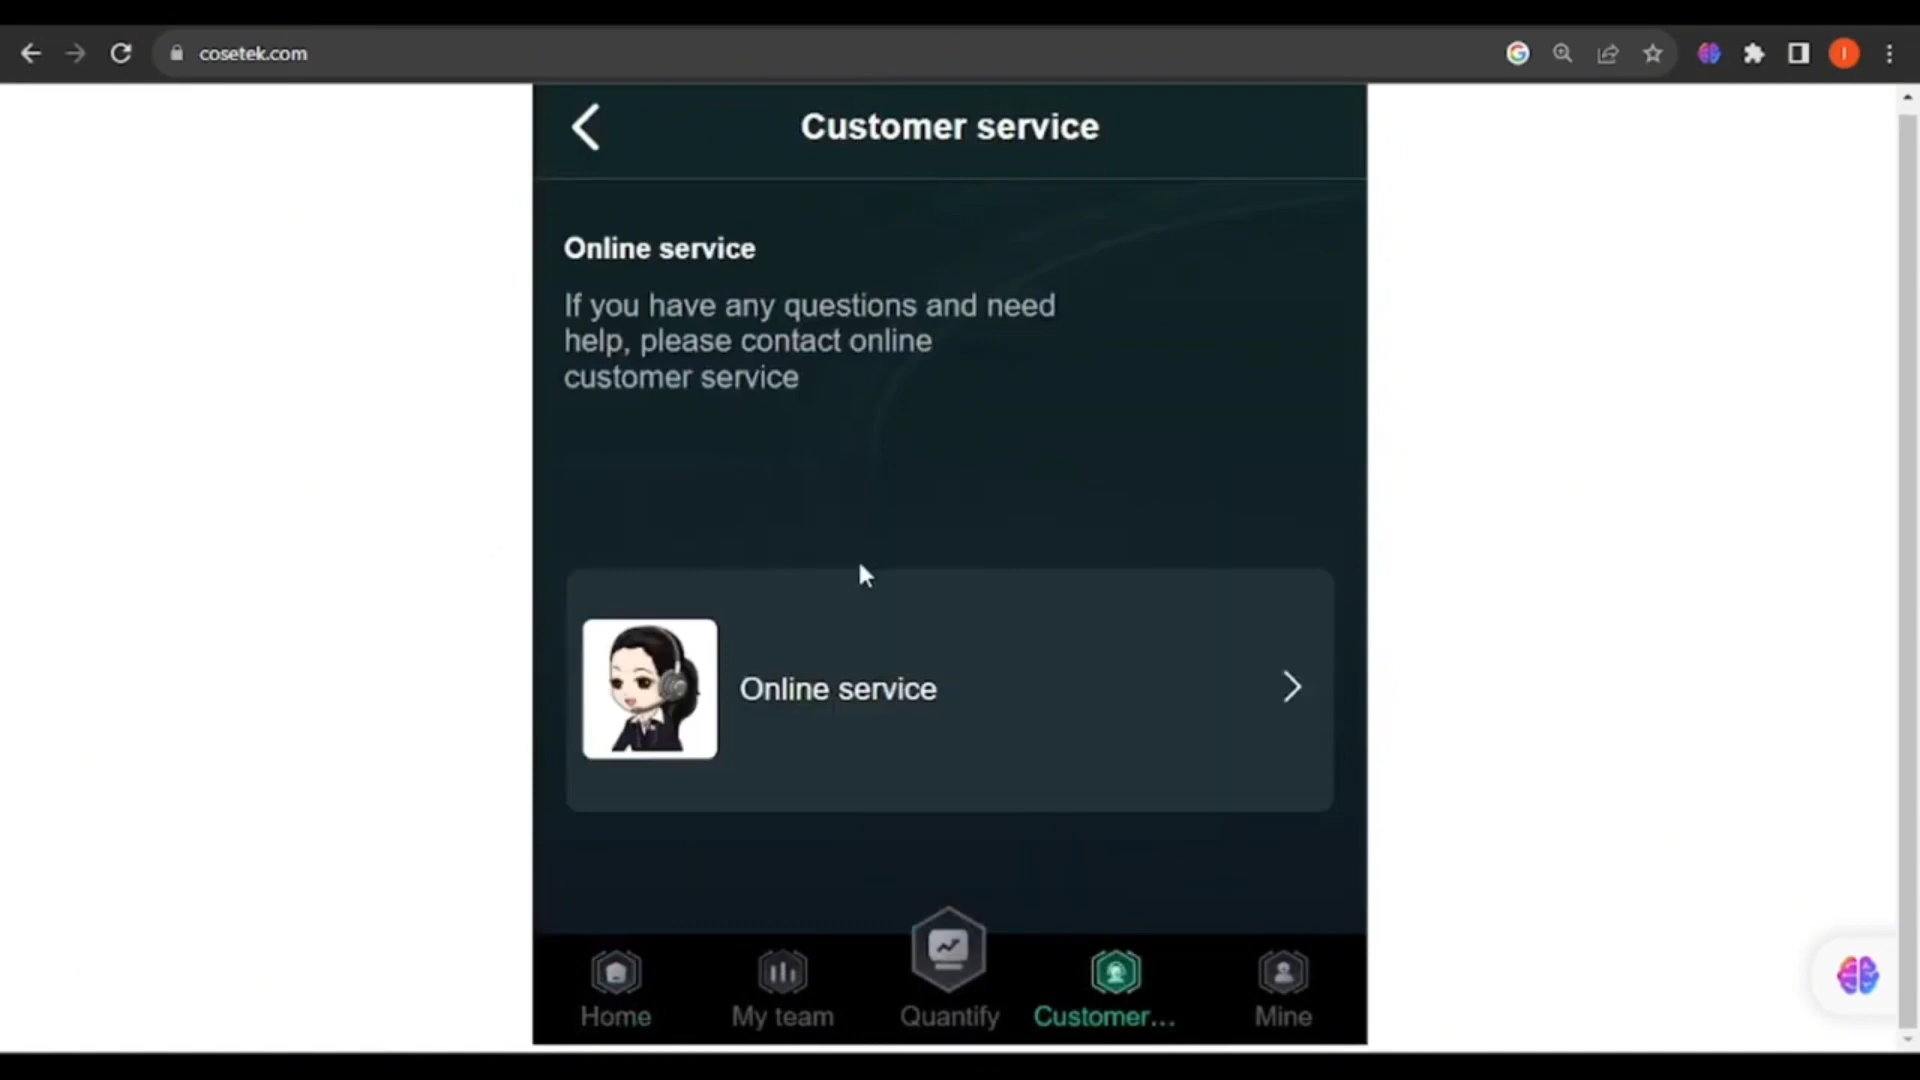 cosetek.com
Customer service
Online service
If you have any questions and need
help, please contact online
customer service
Online service
Home
My team
Quantify
Customer...
Mine